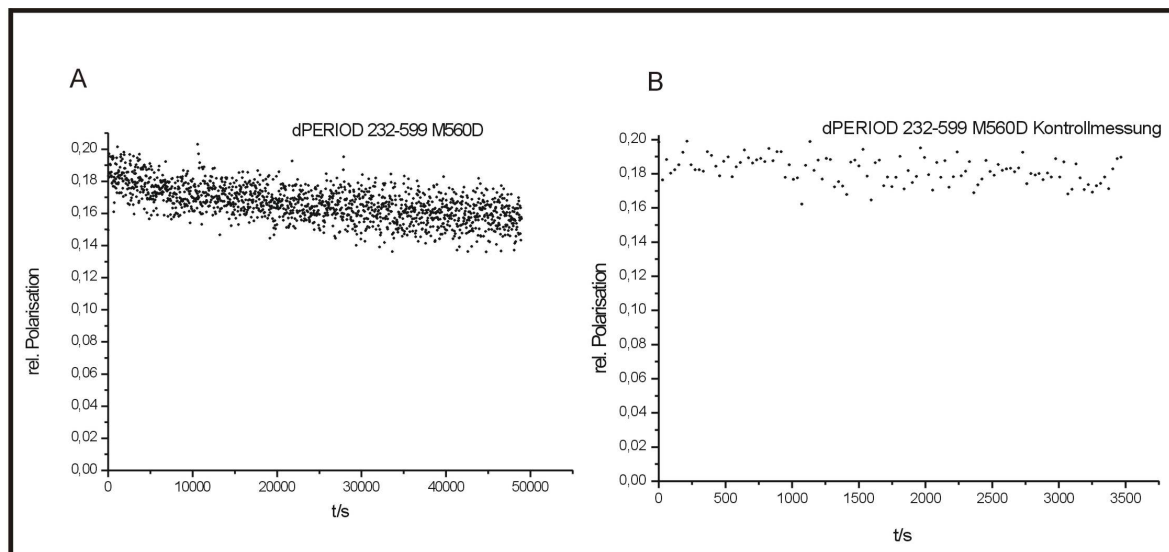 A
dPERIOD 232-599 M560D
0,20
0,18
0,16
0,14
0,12
0,10
0,08
0,06
0,04
0,02
0,00
rel. Polarisation
0 10000 20000 30000 40000 50000
t/s
B
dPERIOD 232-599 M560D Kontrollmessung
0,20
0,18
0,16
0,14
0,12
0,10
0,08
0,06
0,04
0,02
0,00
rel. Polarisation
0 500 1000 1500 2000 2500 3000 3500
t/s